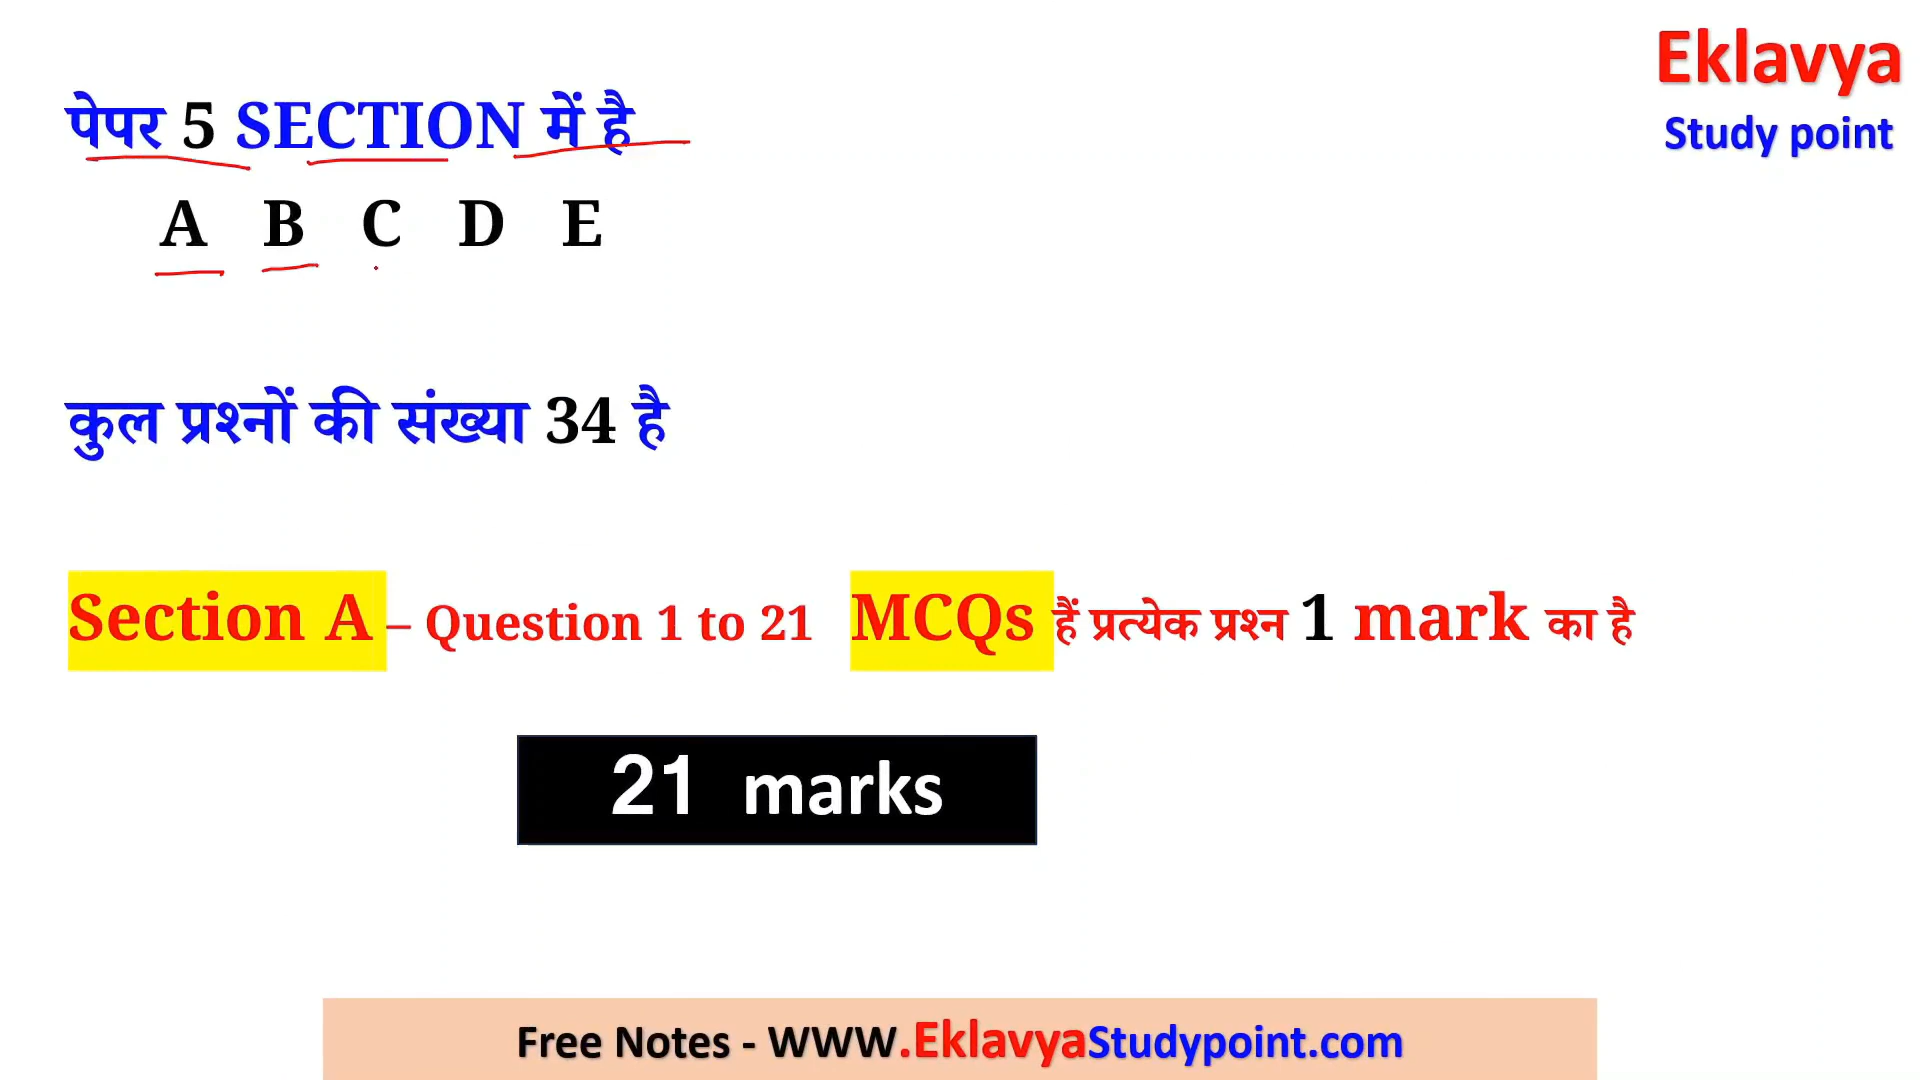 Eklavya
Study point
पेपर 5 SECTION में है
A B C D E
कुल प्रश्नों की संख्या 34 है
Section A – Question 1 to 21 MCQs हैं प्रत्येक प्रश्न 1 mark का है
21 marks
Free Notes - WWW.EklavyaStudypoint.com